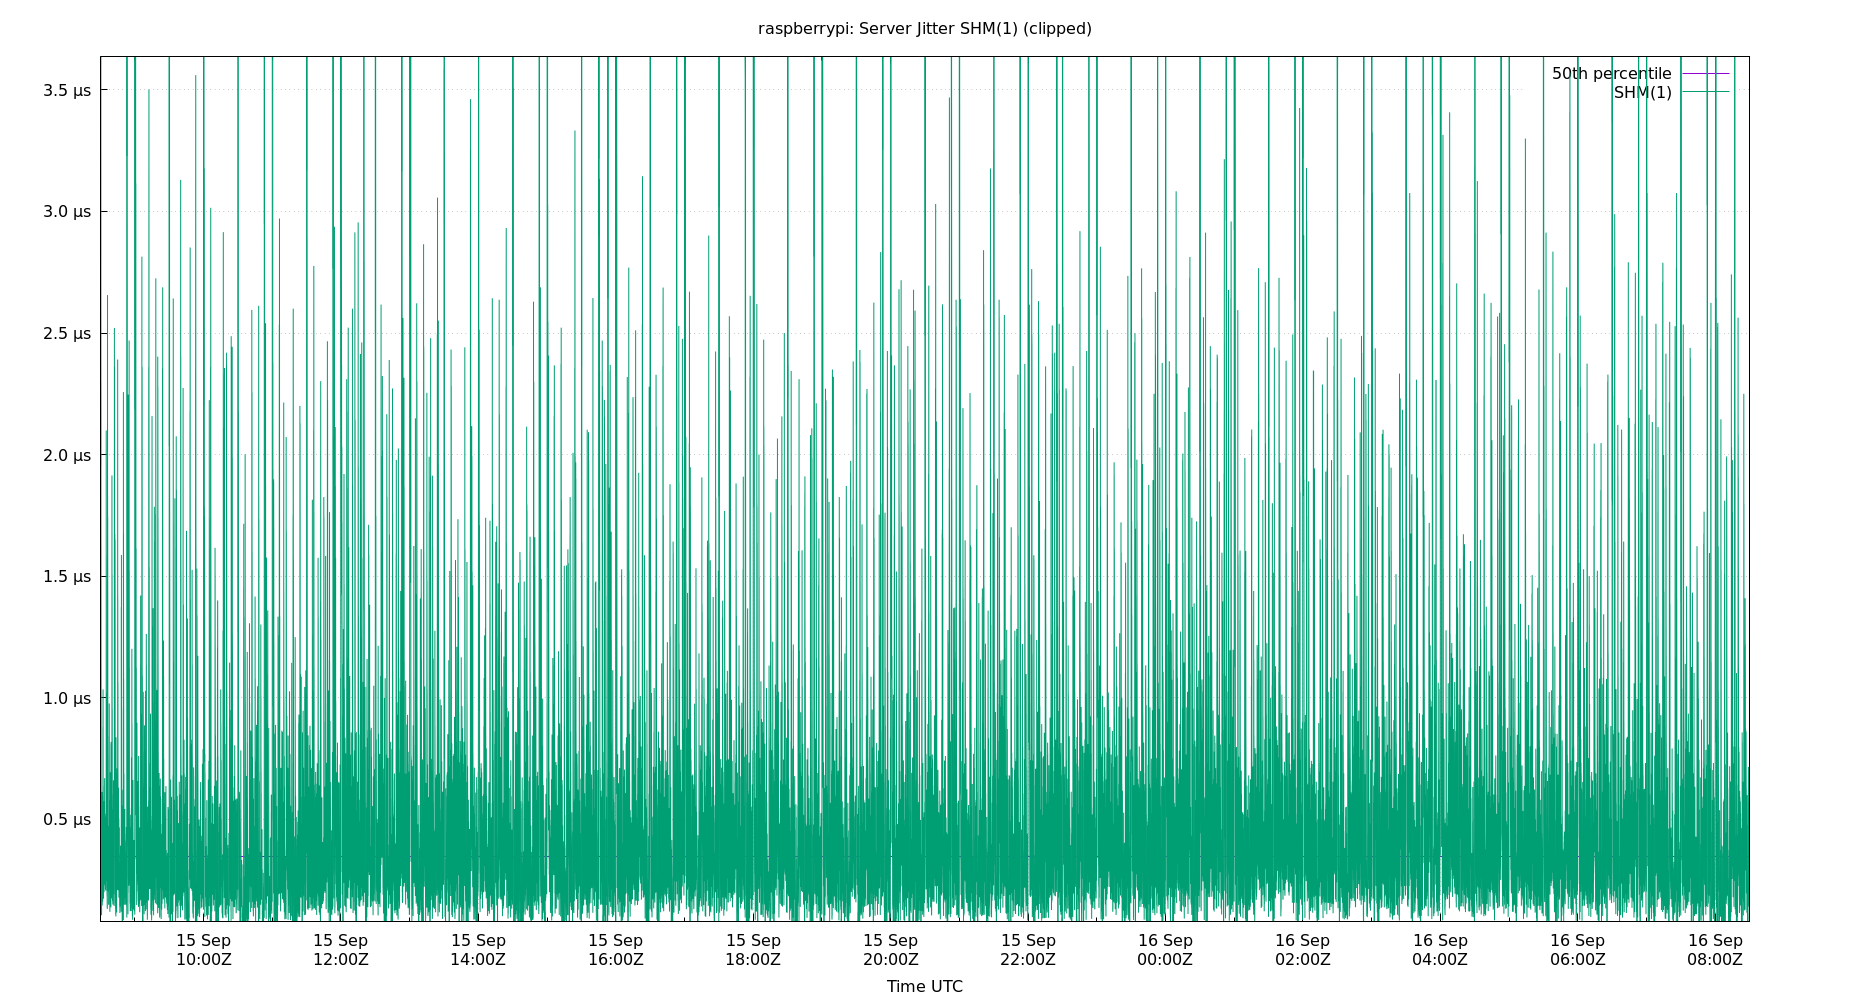 raspberrypi: Server Jitter SHM(1) (clipped)
50th percentile
SHM(1)
3.5 µs
3.0 µs
2.5 µs
2.0 µs
1.5 µs
1.0 µs
0.5 µs
15 Sep 15 Sep 15 Sep 15 Sep 15 Sep 15 Sep 15 Sep 16 Sep 16 Sep 16 Sep 16 Sep 16 Sep
10:00Z 12:00Z 14:00Z 16:00Z 18:00Z 20:00Z 22:00Z 00:00Z 02:00Z 04:00Z 06:00Z 08:00Z
Time UTC